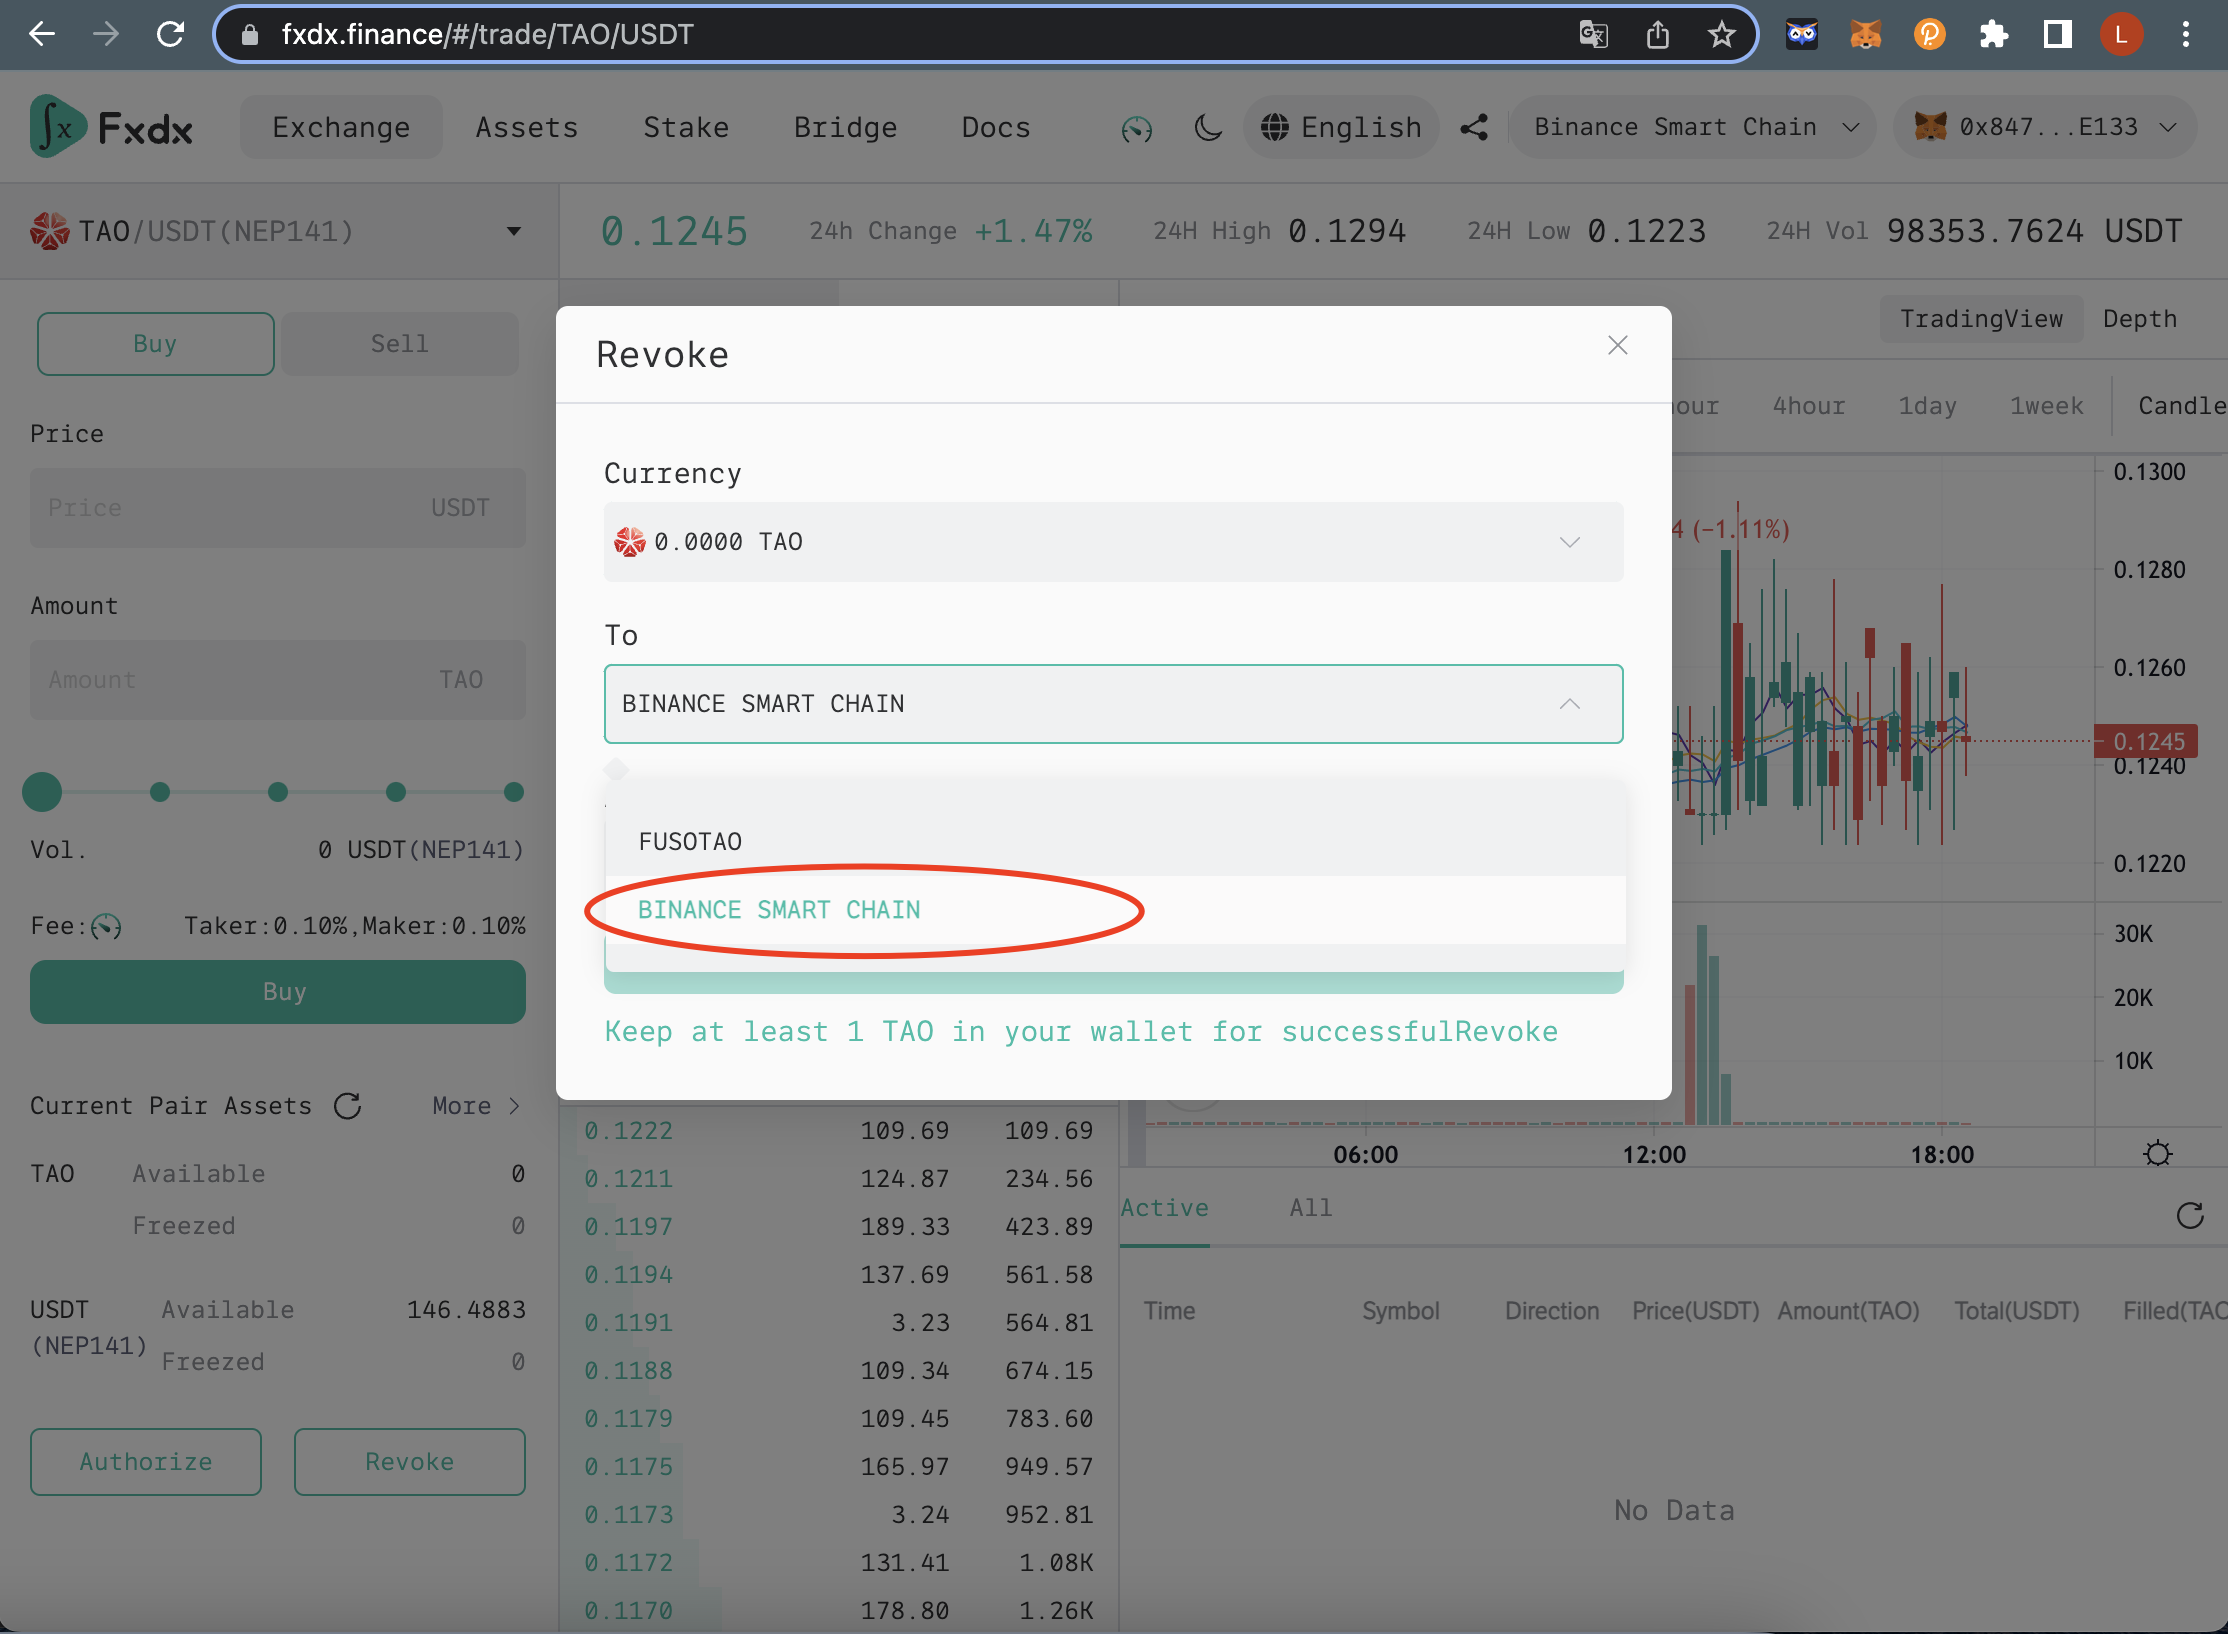 fxdx.finance/#/trade/TAO/USDT
L
Fxdx
Exchange
Assets
Stake
Bridge
Docs
English
Binance Smart Chain
0x847...E133
TAO/USDT(NEP141)
0.1245
24h Change +1.47%
24H High 0.1294
24H Low 0.1223
24H Vol 98353.7624 USDT
Buy
Sell
Price
Price USDT
Amount
Amount TAO
Vol. 0 USDT(NEP141)
Fee: Taker:0.10%,Maker:0.10%
Buy
Current Pair Assets
More
TAO Available 0
Freezed 0
USDT Available 146.4883
(NEP141)
Freezed 0
Authorize
Revoke
Revoke
Currency
0.0000 TAO
To
BINANCE SMART CHAIN
FUSOTAO
BINANCE SMART CHAIN
Keep at least 1 TAO in your wallet for successfulRevoke
0.1222 109.69 109.69
0.1211 124.87 234.56
0.1197 189.33 423.89
0.1194 137.69 561.58
0.1191 3.23 564.81
0.1188 109.34 674.15
0.1179 109.45 783.60
0.1175 165.97 949.57
0.1173 3.24 952.81
0.1172 131.41 1.08K
0.1170 178.80 1.26K
TradingView
Depth
our
4hour
1day
1week
Candle
4 (−1.11%)
0.1300
0.1280
0.1260
0.1245
0.1240
0.1220
30K
20K
10K
06:00
12:00
18:00
Active
All
Time
Symbol
Direction
Price(USDT)
Amount(TAO)
Total(USDT)
Filled(TAO
No Data